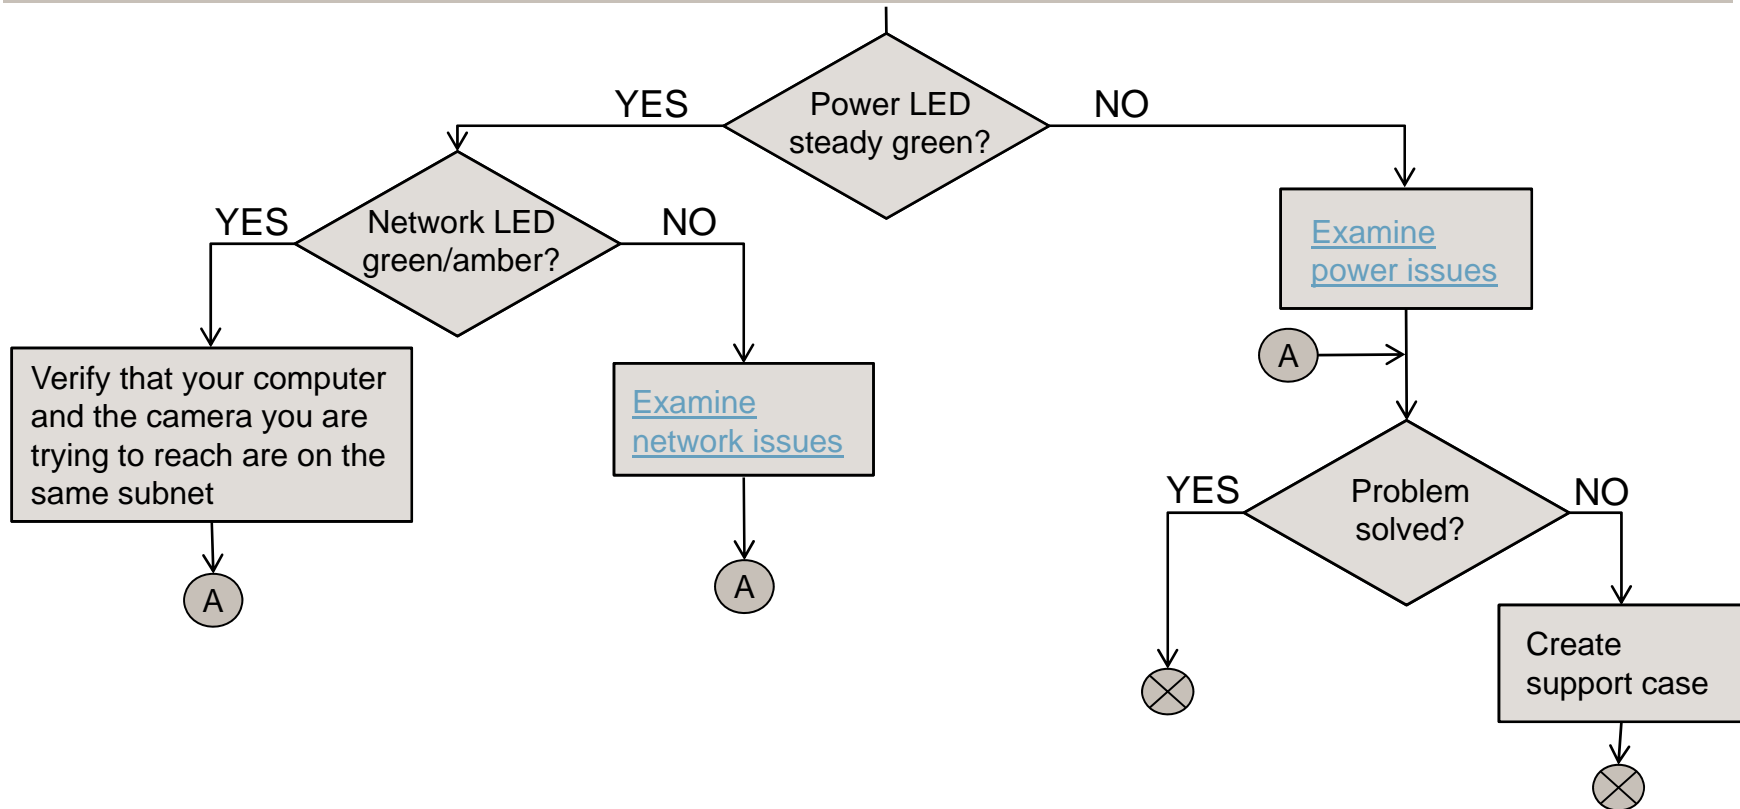 YES
Power LED
steady green?
NO
YES
Network LED
green/amber?
NO
Examine
power issues
A
Verify that your computer
and the camera you are
trying to reach are on the
same subnet
Examine
network issues
YES
Problem
solved?
NO
A
A
Create
support case